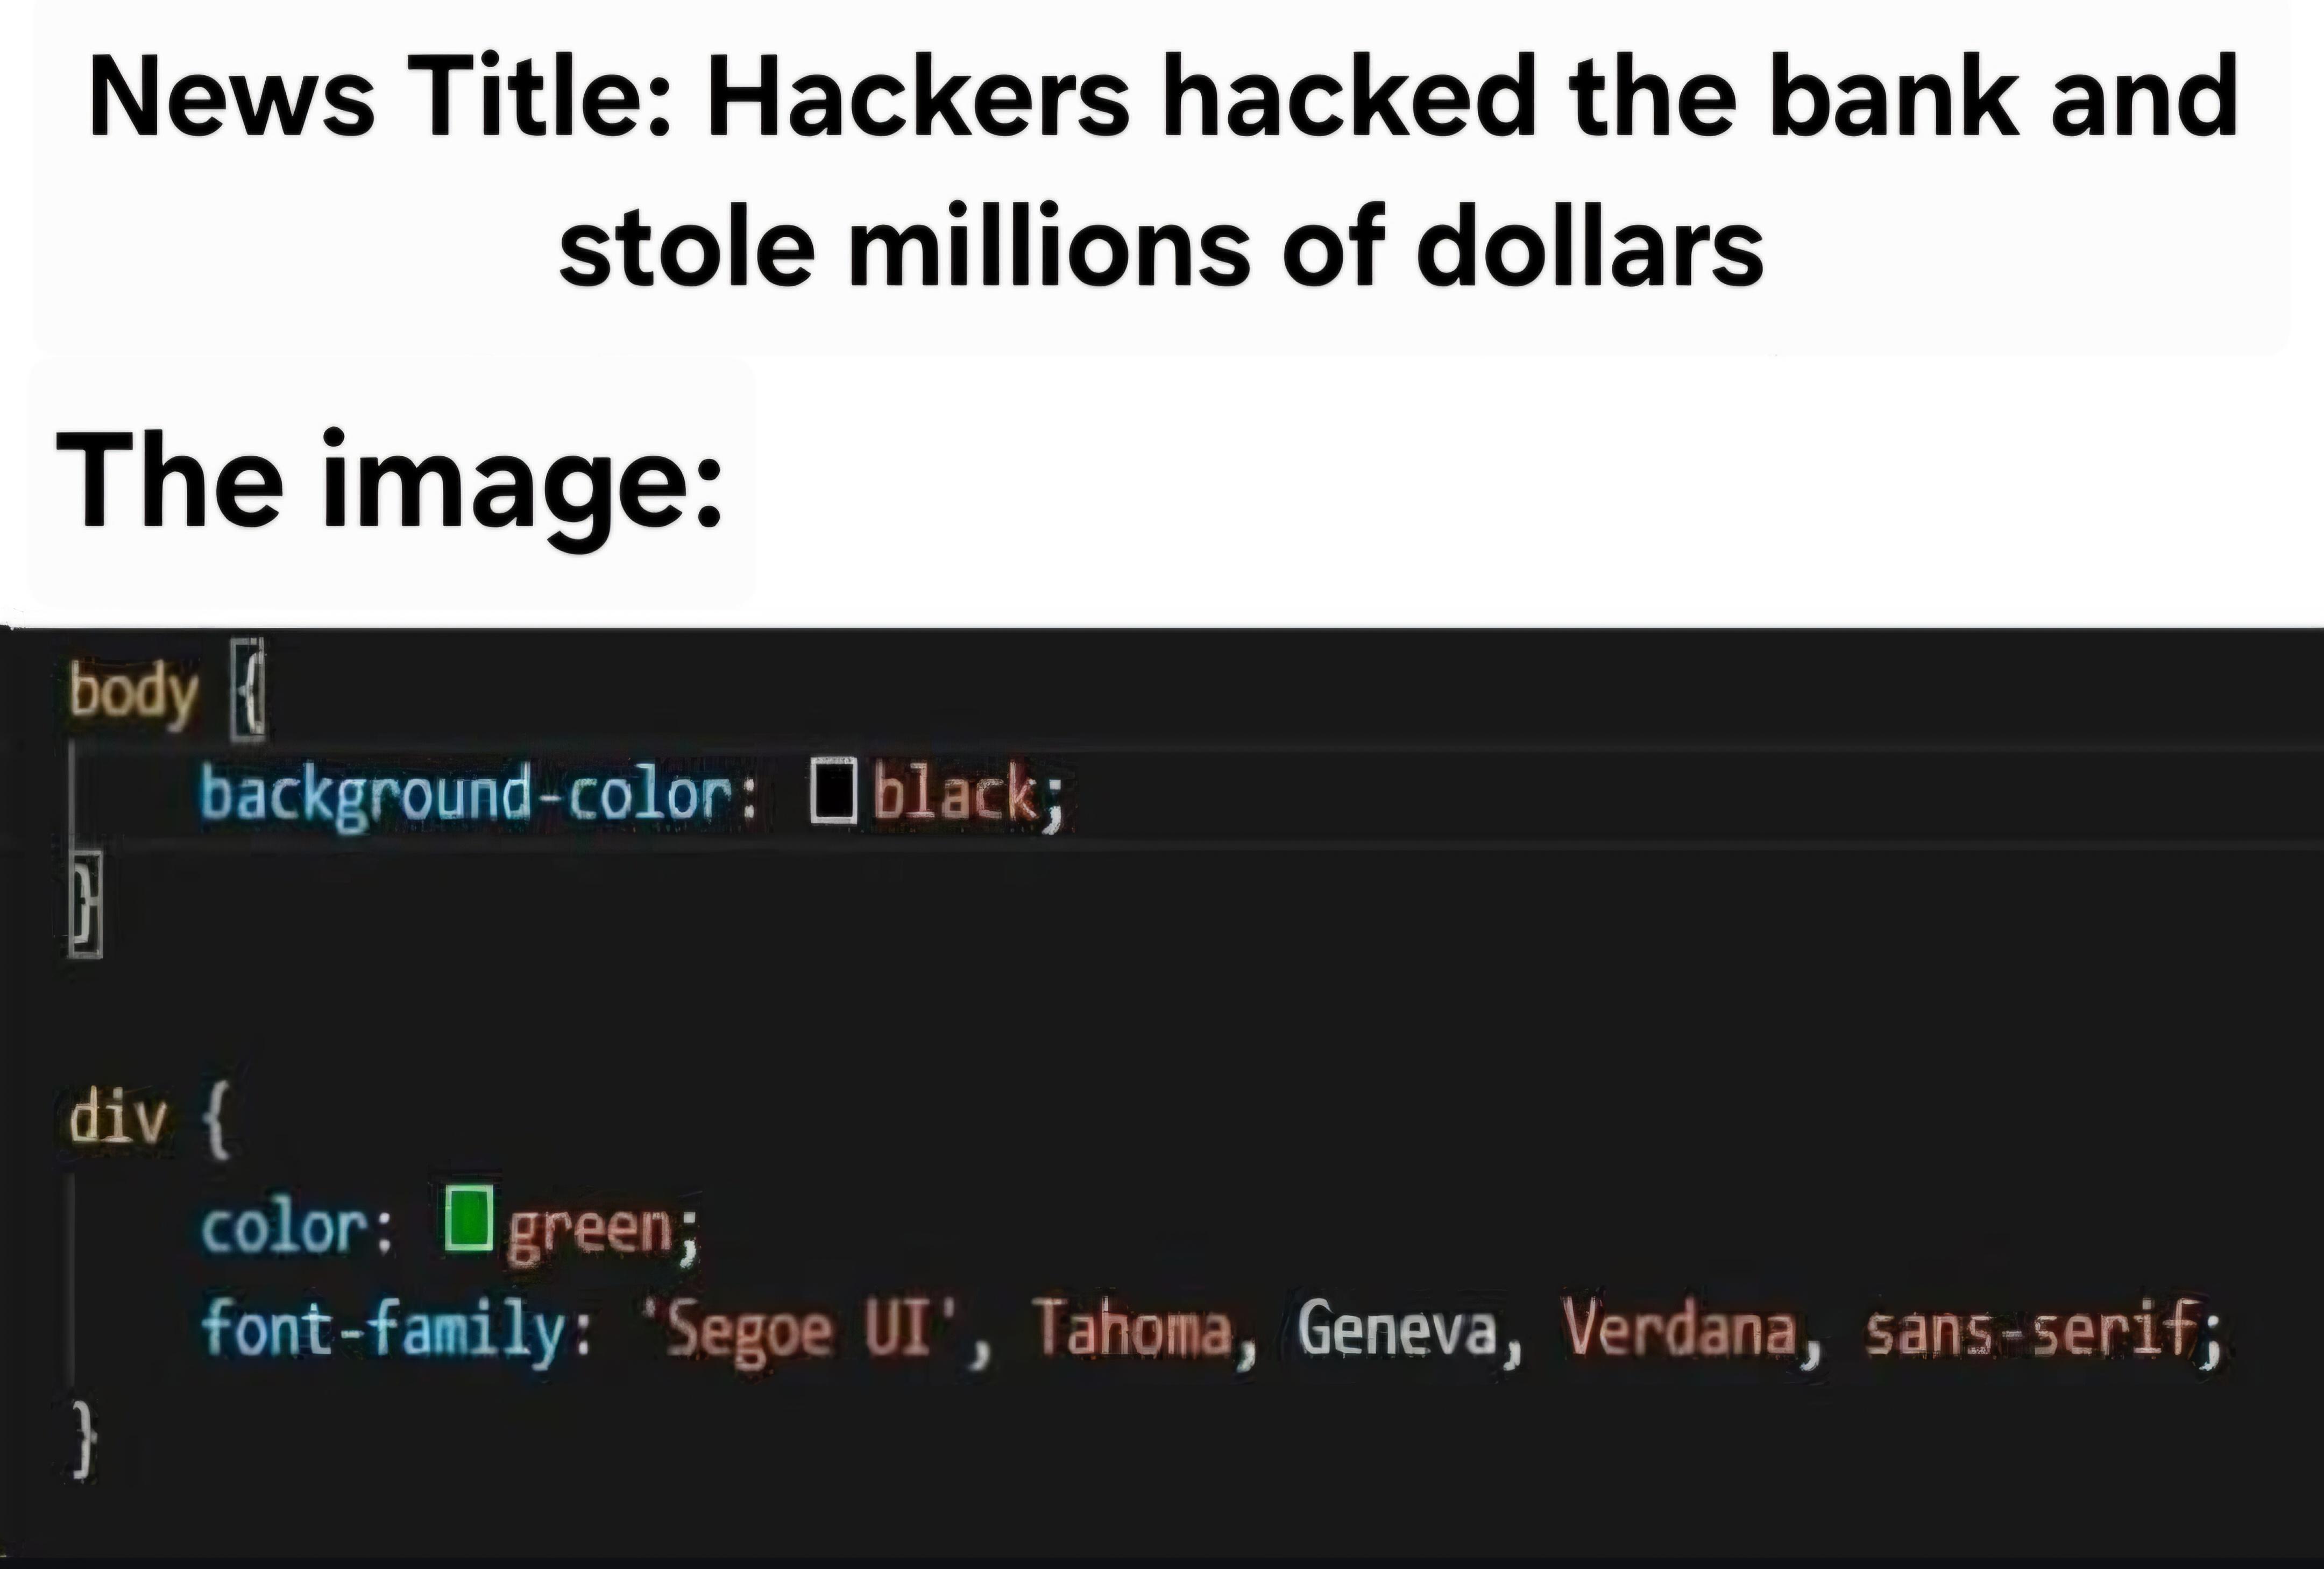 News Title: Hackers hacked the bank and
stole millions of dollars
The image:
body {
background-color: black;
}
div {
color: green;
font-family: 'Segoe UI', Tahoma, Geneva, Verdana, sans-serif;
}